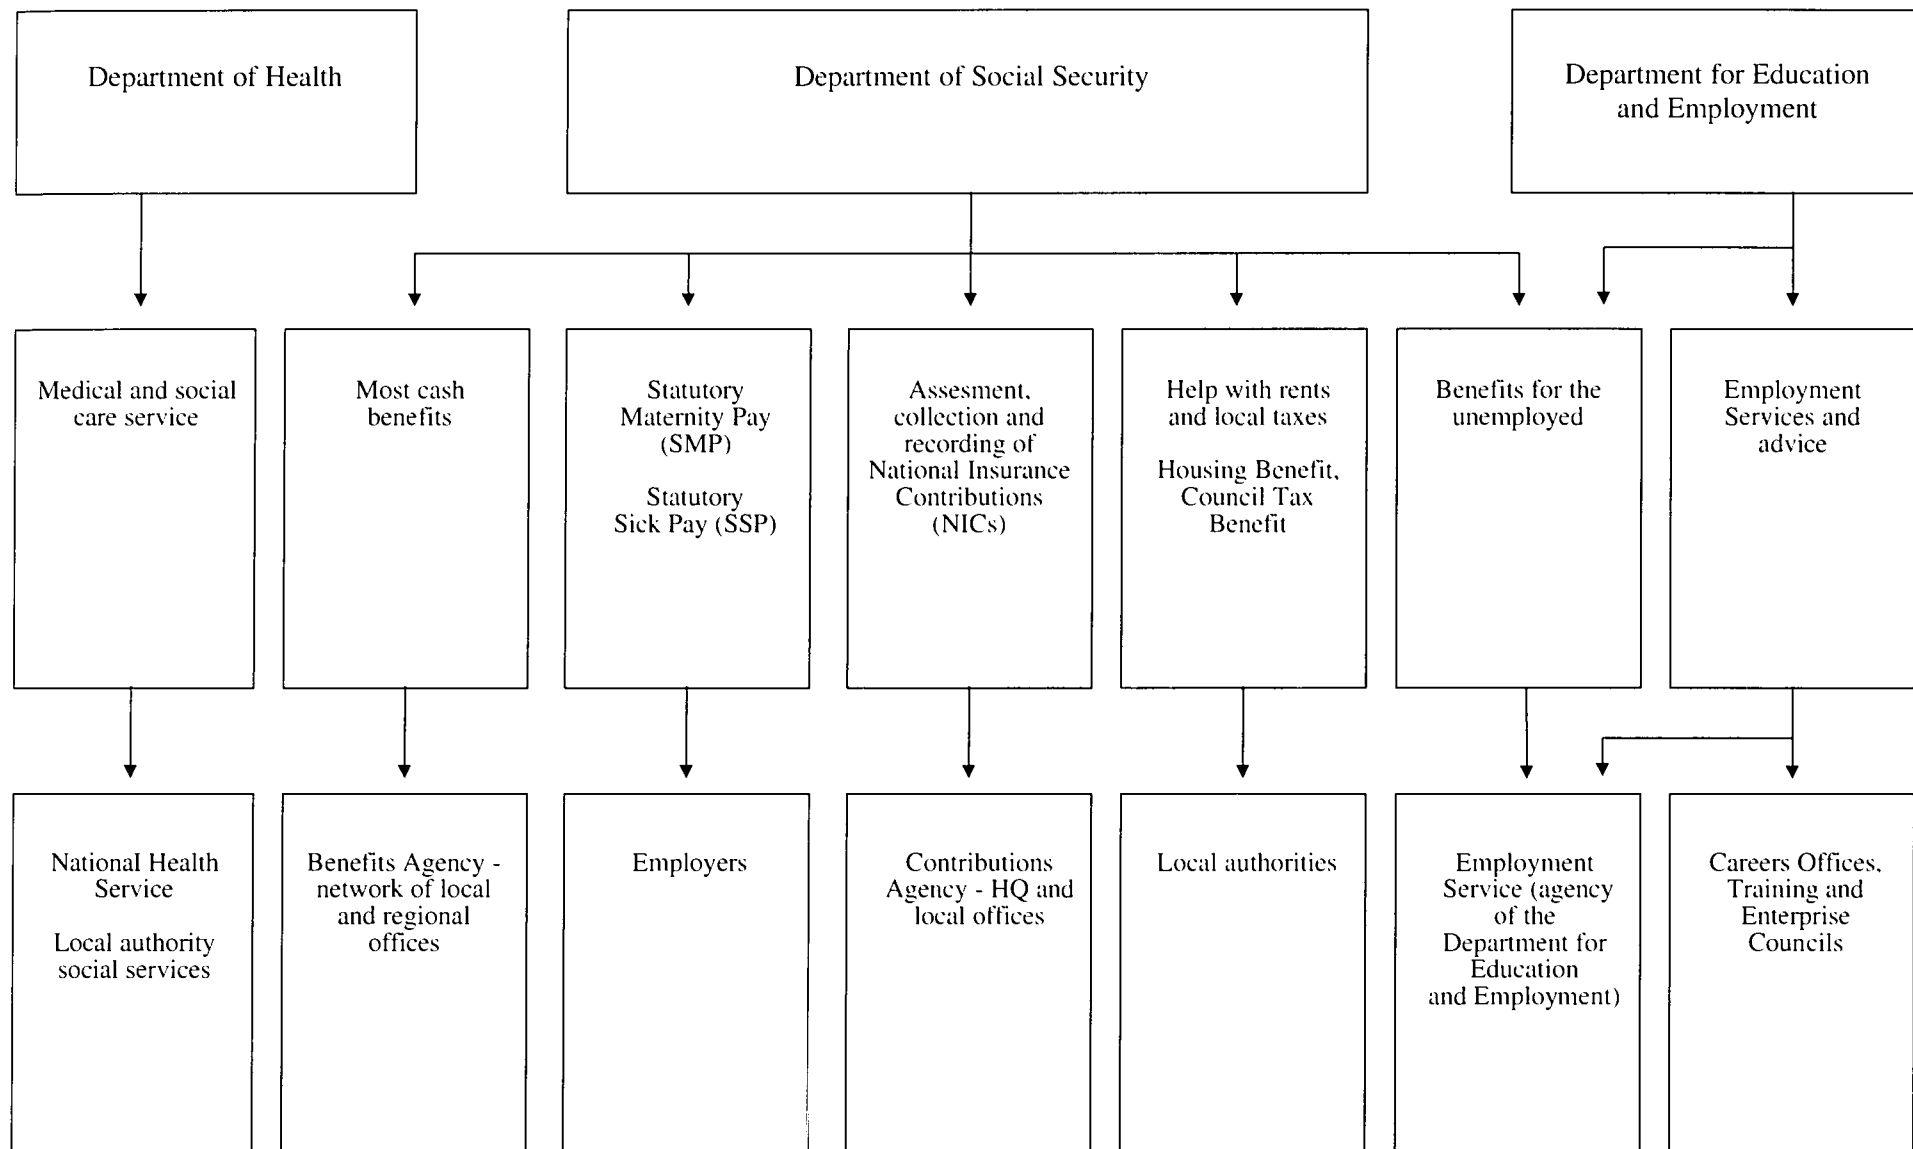 Department of Health
Department of Social Security
Department for Education
and Employment
Medical and social
care service
Most cash
benefits
Statutory
Maternity Pay
(SMP)
Statutory
Sick Pay (SSP)
Assesment,
collection and
recording of
National Insurance
Contributions
(NICs)
Help with rents
and local taxes
Housing Benefit,
Council Tax
Benefit
Benefits for the
unemployed
Employment
Services and
advice
National Health
Service
Local authority
social services
Benefits Agency -
network of local
and regional
offices
Employers
Contributions
Agency - HQ and
local offices
Local authorities
Employment
Service (agency
of the
Department for
Education
and Employment)
Careers Offices,
Training and
Enterprise
Councils